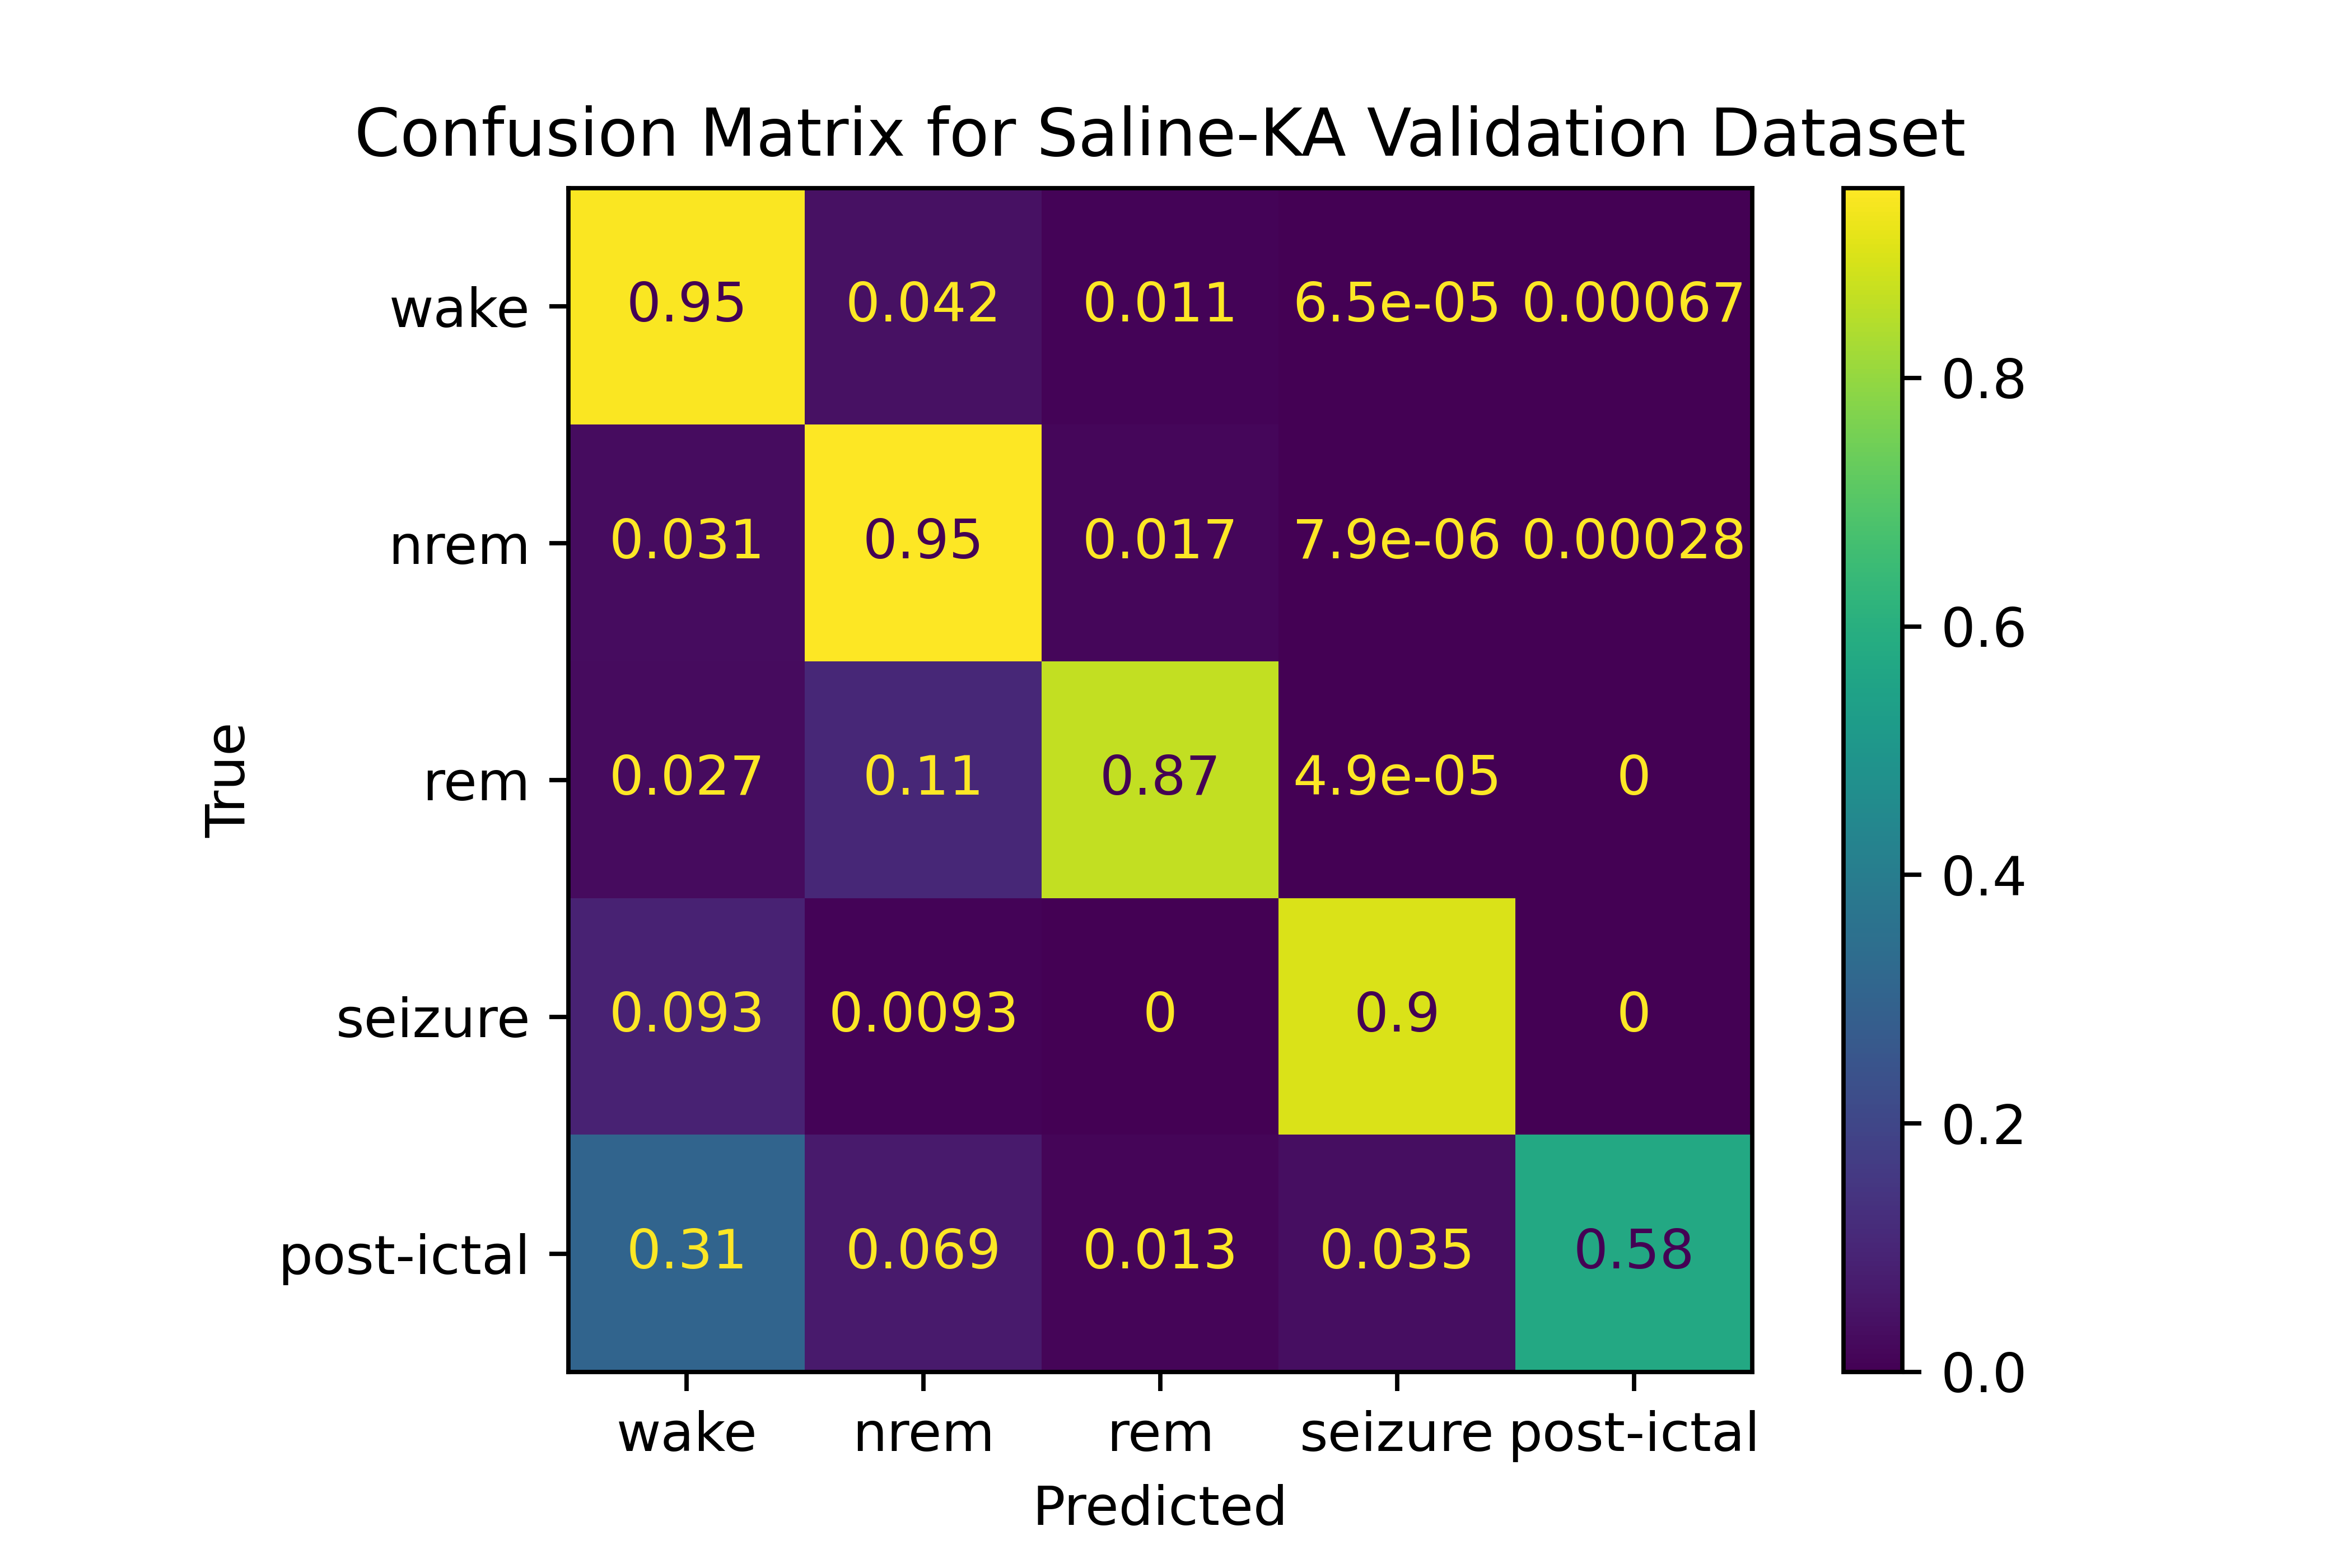 Confusion Matrix for Saline-KA Validation Dataset
wake 0.95 0.042 0.011 6.5e-05 0.00067
nrem 0.031 0.95 0.017 7.9e-06 0.00028
rem 0.027 0.11 0.87 4.9e-05 0
seizure 0.093 0.0093 0 0.9 0
post-ictal 0.31 0.069 0.013 0.035 0.58
True
wake nrem rem seizure post-ictal
Predicted
0.8
0.6
0.4
0.2
0.0